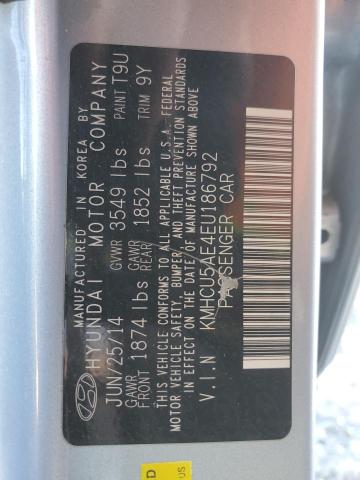 MANUFACTURED IN KOREA BY
HYUNDAI MOTOR COMPANY
JUN/25/14 GVWR 3549 lbs PAINT T9U
GAWR FRONT 1874 lbs GAWR REAR 1852 lbs TRIM 9Y
THIS VEHICLE CONFORMS TO ALL APPLICABLE U.S.A. FEDERAL
MOTOR VEHICLE SAFETY, BUMPER, AND THEFT PREVENTION STANDARDS
IN EFFECT ON THE DATE OF MANUFACTURE SHOWN ABOVE
V.I.N KMHCU5AE4EU186792
PASSENGER CAR
D
US